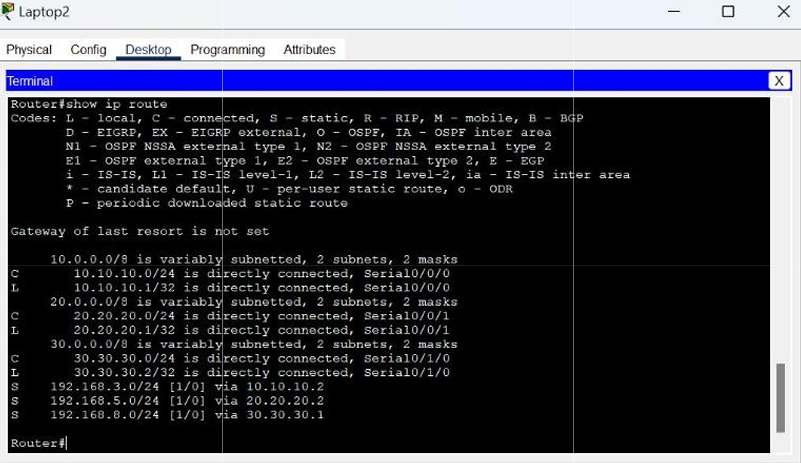 Laptop2
Physical Config Desktop Programming Attributes
Terminal X
Router#show ip route
Codes: L - local, C - connected, S - static, R - RIP, M - mobile, B - BGP
D - EIGRP, EX - EIGRP external, O - OSPF, IA - OSPF inter area
N1 - OSPF NSSA external type 1, N2 - OSPF NSSA external type 2
E1 - OSPF external type 1, E2 - OSPF external type 2, E - EGP
i - IS-IS, L1 - IS-IS level-1, L2 - IS-IS level-2, ia - IS-IS inter area
* - candidate default, U - per-user static route, o - ODR
P - periodic downloaded static route
Gateway of last resort is not set
10.0.0.0/8 is variably subnetted, 2 subnets, 2 masks
C 10.10.10.0/24 is directly connected, Serial0/0/0
L 10.10.10.1/32 is directly connected, Serial0/0/0
20.0.0.0/8 is variably subnetted, 2 subnets, 2 masks
C 20.20.20.0/24 is directly connected, Serial0/0/1
L 20.20.20.1/32 is directly connected, Serial0/0/1
30.0.0.0/8 is variably subnetted, 2 subnets, 2 masks
C 30.30.30.0/24 is directly connected, Serial0/1/0
L 30.30.30.2/32 is directly connected, Serial0/1/0
S 192.168.3.0/24 [1/0] via 10.10.10.2
S 192.168.5.0/24 [1/0] via 20.20.20.2
S 192.168.8.0/24 [1/0] via 30.30.30.1
Router#